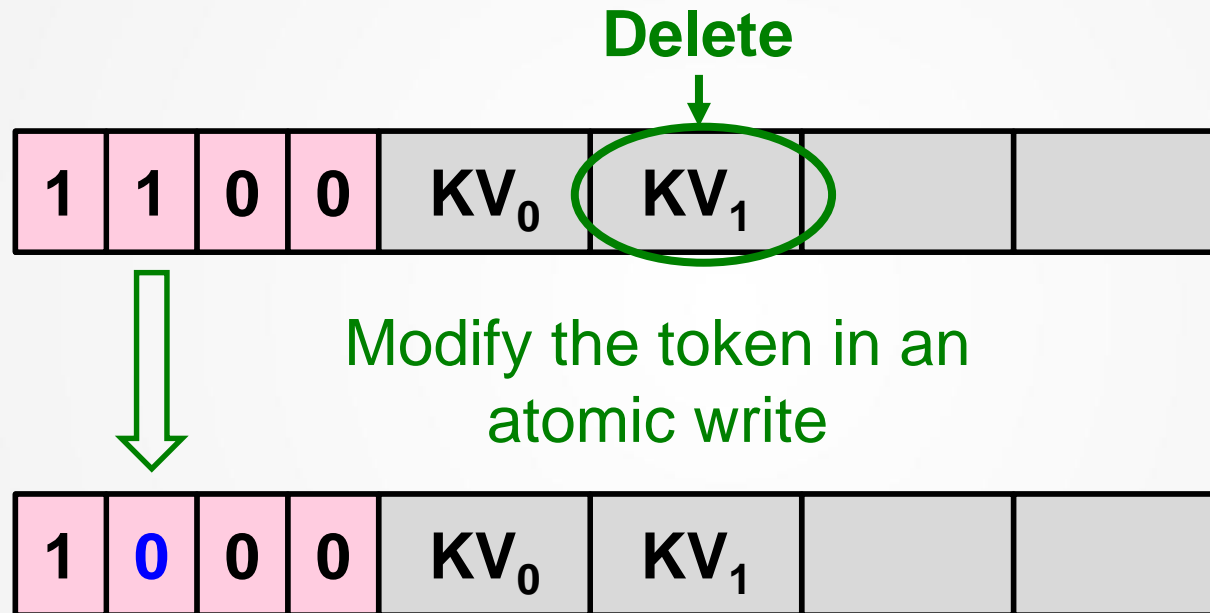 Delete
1 1 0 0 KV₀ KV₁
Modify the token in an
atomic write
1 0 0 0 KV₀ KV₁